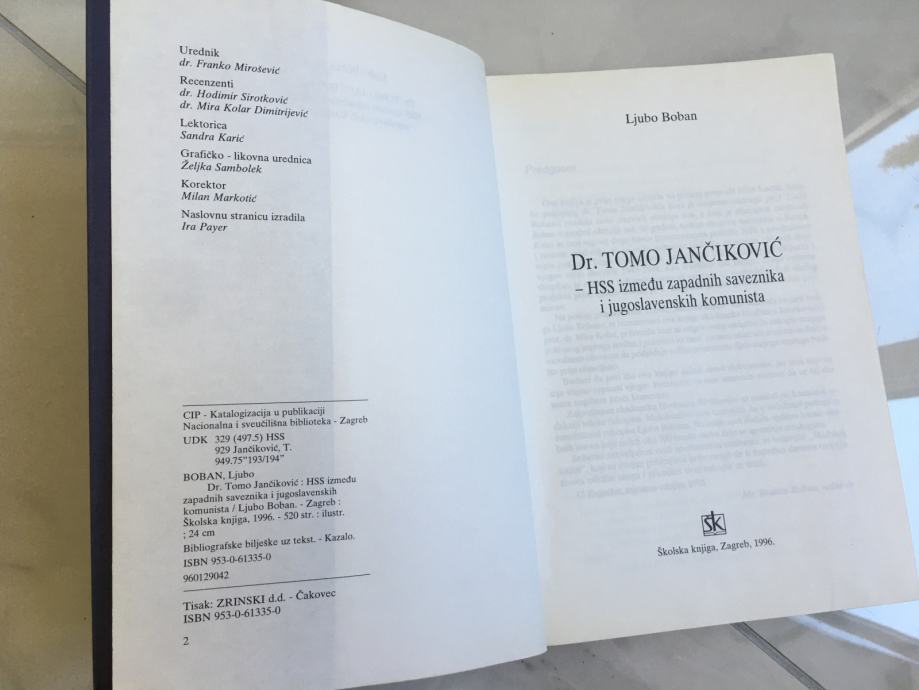 Urednik
dr. Franko Mirošević
Recenzenti
dr. Hodimir Sirotković
dr. Mira Kolar Dimitrijević
Lektorica
Sandra Karić
Grafičko - likovna urednica
Željka Sambolek
Korektor
Milan Markotić
Naslovnu stranicu izradila
Ira Payer
CIP - Katalogizacija u publikaciji
Nacionalna i sveučilišna biblioteka - Zagreb
UDK 329 (497.5) HSS
929 Jančiković, T.
949.75"193/194"
BOBAN, Ljubo
Dr. Tomo Jančiković : HSS između
zapadnih saveznika i jugoslavenskih
komunista / Ljubo Boban. - Zagreb :
Školska knjiga, 1996. - 520 str. : ilustr.
; 24 cm
Bibliografske bilješke uz tekst. - Kazalo.
ISBN 953-0-61335-0
960129042
Tisak: ZRINSKI d.d. - Čakovec
ISBN 953-0-61335-0
2
Ljubo Boban
Dr. TOMO JANČIKOVIĆ
– HSS između zapadnih saveznika
i jugoslavenskih komunista
šk
Školska knjiga, Zagreb, 1996.